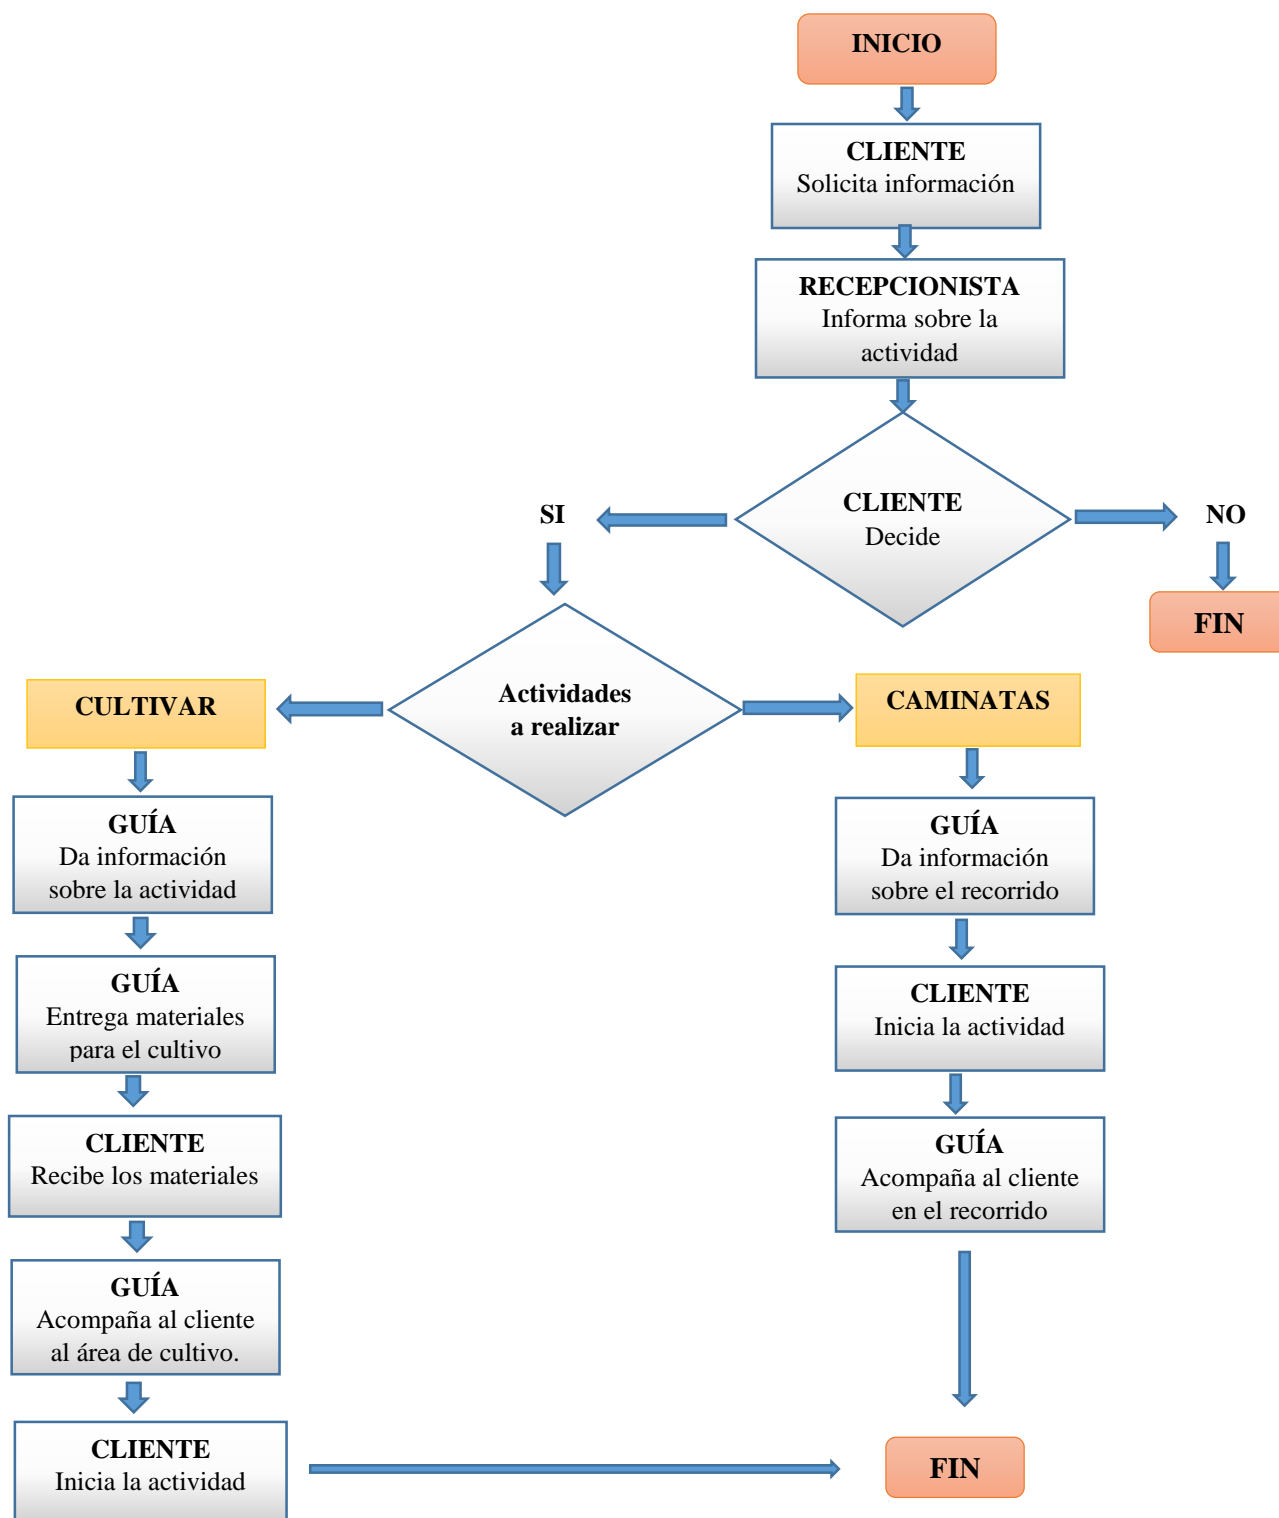 INICIO
CLIENTE
Solicita información
RECEPCIONISTA
Informa sobre la
actividad
CLIENTE
Decide
SI
NO
FIN
Actividades
a realizar
CULTIVAR
CAMINATAS
GUÍA
Da información
sobre la actividad
GUÍA
Entrega materiales
para el cultivo
CLIENTE
Recibe los materiales
GUÍA
Acompaña al cliente
al área de cultivo.
CLIENTE
Inicia la actividad
GUÍA
Da información
sobre el recorrido
CLIENTE
Inicia la actividad
GUÍA
Acompaña al cliente
en el recorrido
FIN